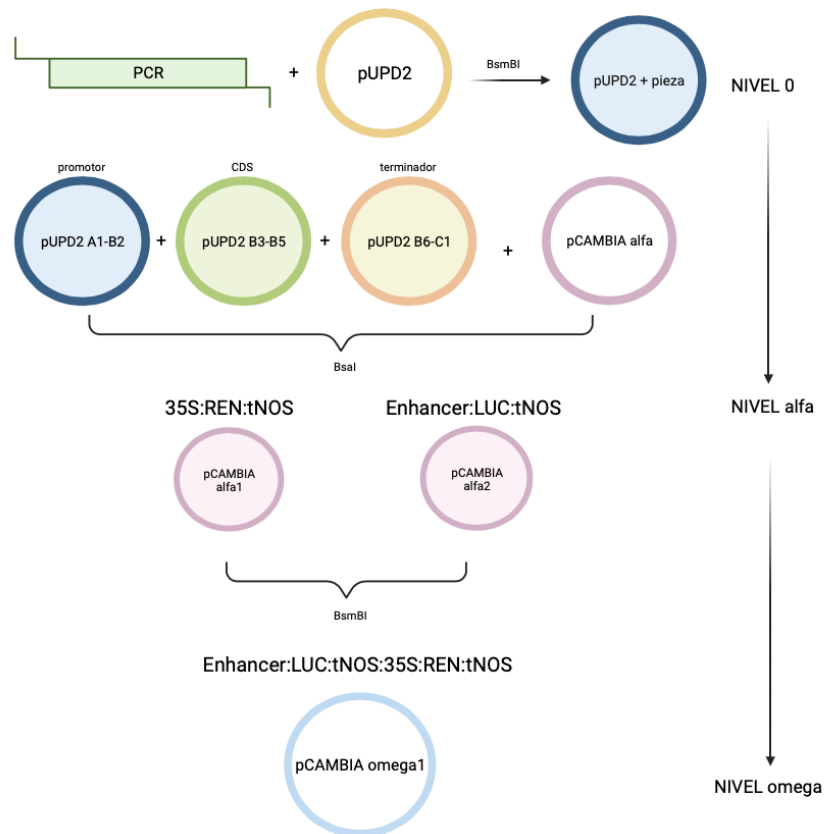 PCR
+
pUPD2
BsmBI
pUPD2 + pieza
NIVEL 0
promotor
CDS
terminador
pUPD2 A1-B2
+
pUPD2 B3-B5
+
pUPD2 B6-C1
+
pCAMBIA alfa
BsaI
35S:REN:tNOS
Enhancer:LUC:tNOS
NIVEL alfa
pCAMBIA
alfa1
pCAMBIA
alfa2
BsmBI
Enhancer:LUC:tNOS:35S:REN:tNOS
pCAMBIA omega1
NIVEL omega